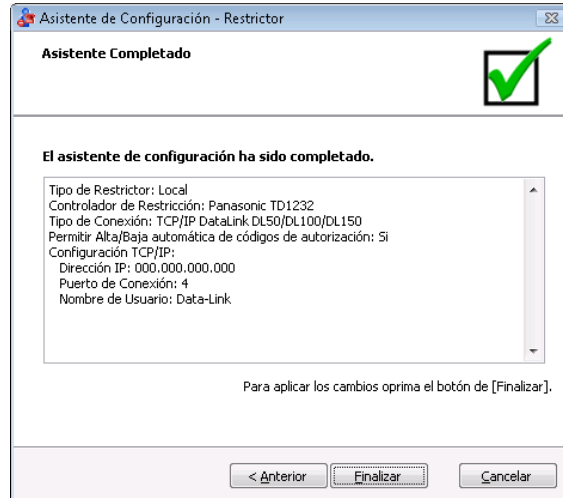 Asistente de Configuración - Restrictor
Asistente Completado
El asistente de configuración ha sido completado.
Tipo de Restrictor: Local
Controlador de Restricción: Panasonic TD1232
Tipo de Conexión: TCP/IP DataLink DL50/DL100/DL150
Permitir Alta/Baja automática de códigos de autorización: Si
Configuración TCP/IP:
Dirección IP: 000.000.000.000
Puerto de Conexión: 4
Nombre de Usuario: Data-Link
Para aplicar los cambios oprima el botón de [Finalizar].
< Anterior
Finalizar
Cancelar